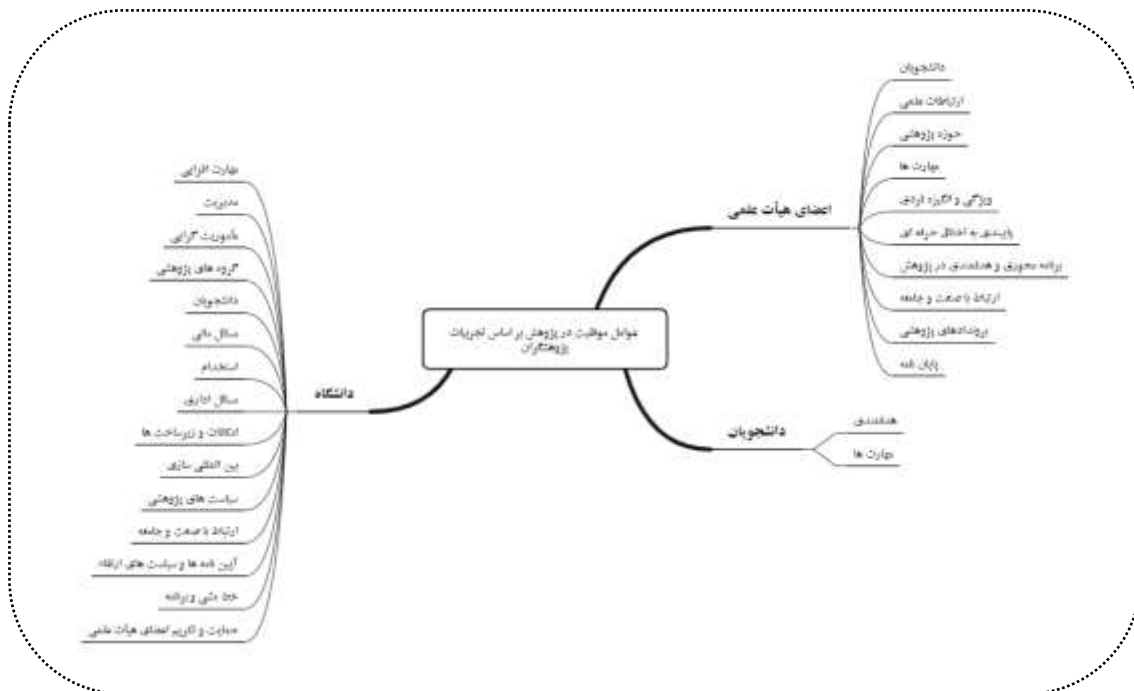 عوامل موفقیت در پژوهش بر اساس تجربیات
پژوهشگران
اعضای هیأت علمی
دانشجویان
ارتباطات علمی
حوزه پژوهشی
مهارت ها
ویژگی و انگیزه فردی
پایبندی به اخلاق حرفه ای
برنامه محوری و هدفمندی در پژوهش
ارتباط با صنعت و جامعه
بروندادهای پژوهشی
پایان نامه
دانشجویان
هدفمندی
مهارت ها
دانشگاه
مهارت افزایی
مدیریت
مأموریت گرایی
گروه های پژوهشی
دانشجویان
مسائل مالی
استخدام
مسائل اداری
امکانات و زیرساخت ها
بین المللی سازی
سیاست های پژوهشی
ارتباط با صنعت و جامعه
آیین نامه ها و سیاست های ارتقاء
خط مشی و برنامه
حمایت و تکریم اعضای هیأت علمی